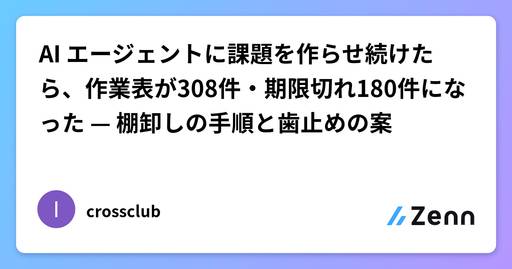 AI エージェントに課題を作らせ続けた
ら、作業表が308件・期限切れ180件にな
った — 棚卸しの手順と歯止めの案
I
crossclub
Zenn